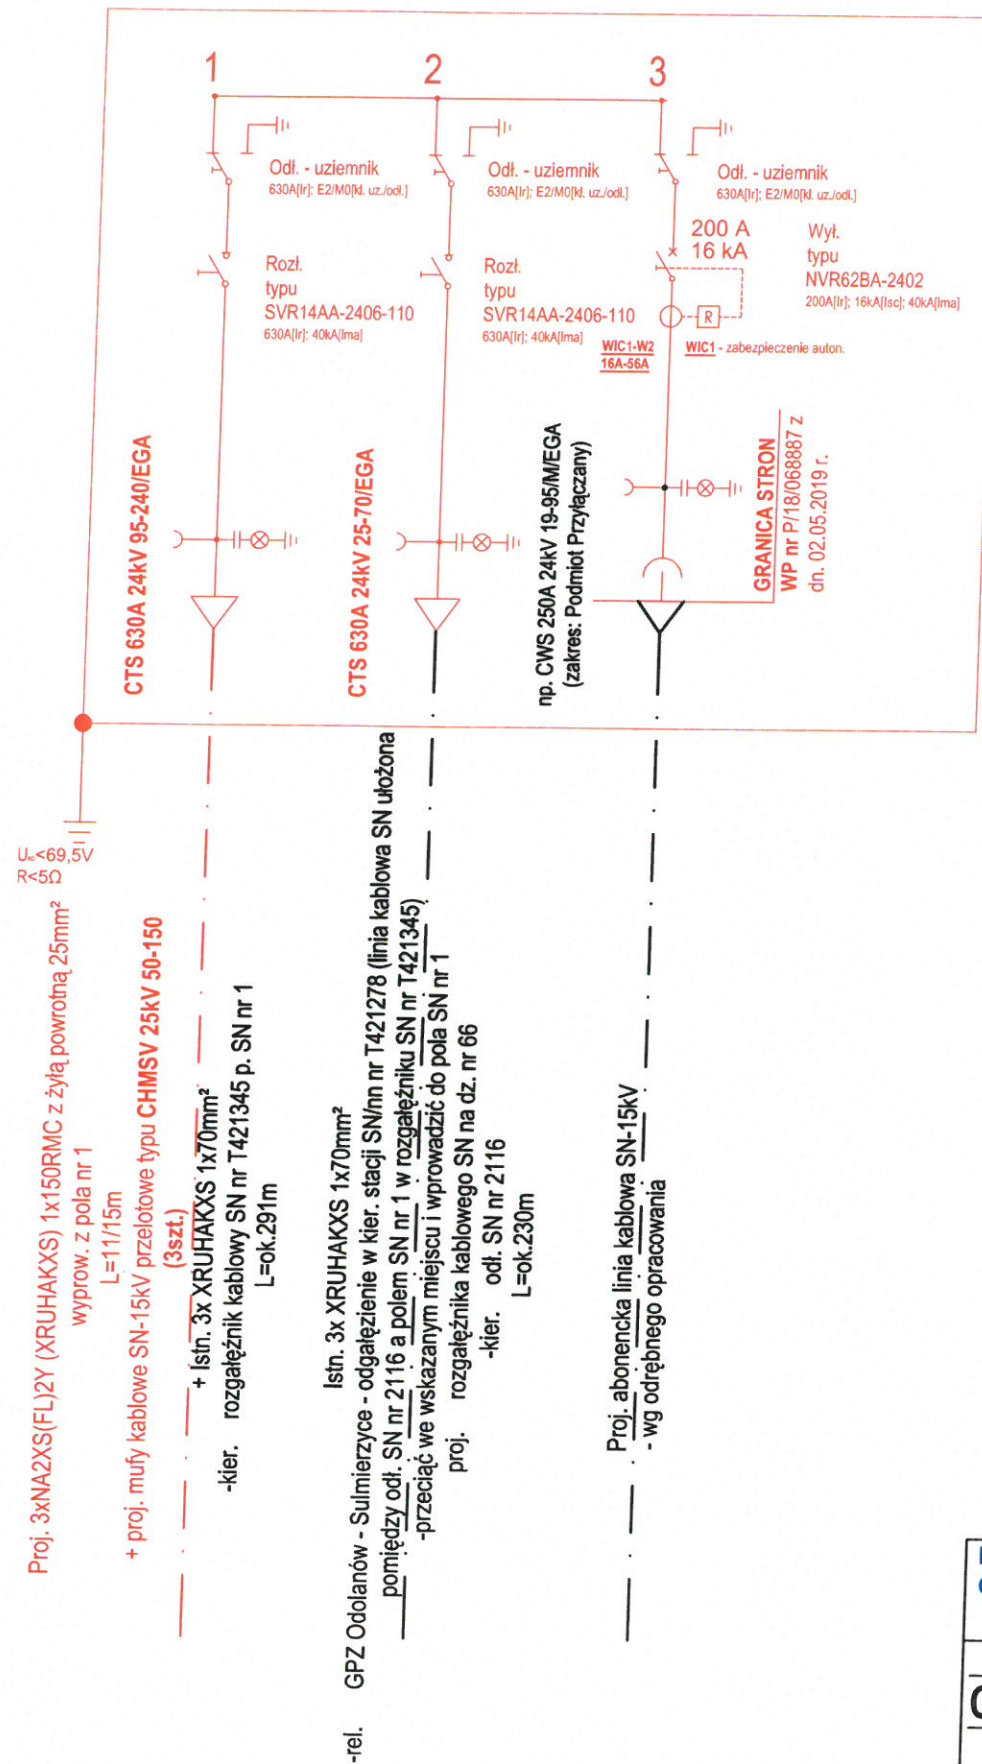 1
2
3
Odł. - uziemnik
630A[Ir]; E2/M0[kl. uz./odł.]
Odł. - uziemnik
630A[Ir]; E2/M0[kl. uz./odł.]
Odł. - uziemnik
630A[Ir]; E2/M0[kl. uz./odł.]
Rozł.
typu
SVR14AA-2406-110
630A[Ir]; 40kA[Ima]
Rozł.
typu
SVR14AA-2406-110
630A[Ir]; 40kA[Ima]
200 A
16 kA
Wył.
typu
NVR62BA-2402
200A[Ir]; 16kA[Isc]; 40kA[Ima]
R
WIC1-W2
16A-56A
WIC1 - zabezpieczenie auton.
CTS 630A 24kV 95-240/EGA
CTS 630A 24kV 25-70/EGA
np. CWS 250A 24kV 19-95/M/EGA
(zakres: Podmiot Przyłączany)
GRANICA STRON
WP nr P/18/068887 z
dn. 02.05.2019 r.
<69,5V
R<5Ω
Proj. 3xNA2XS(FL)2Y (XRUHAKXS) 1x150RMC z żyłą powrotną 25mm²
wyprow. z pola nr 1
L=11/15m
+ proj. mufy kablowe SN-15kV przelotowe typu CHMSV 25kV 50-150
(3szt.)
+ Istn. 3x XRUHAKXS 1x70mm²
-kier. rozgałęźnik kablowy SN nr T421345 p. SN nr 1
L=ok.291m
Istn. 3x XRUHAKXS 1x70mm²
-rel. GPZ Odolanów - Sulmierzyce - odgałęzienie w kier. stacji SN/nn nr T421278 (linia kablowa SN ułożona
pomiędzy odł. SN nr 2116 a polem SN nr 1 w rozgałęźniku SN nr T421345)
-przeciąć we wskazanym miejscu i wprowadzić do pola SN nr 1
proj. rozgałęźnika kablowego SN na dz. nr 66
-kier. odł. SN nr 2116
L=ok.230m
Proj. abonencka linia kablowa SN-15kV
- wg odrębnego opracowania